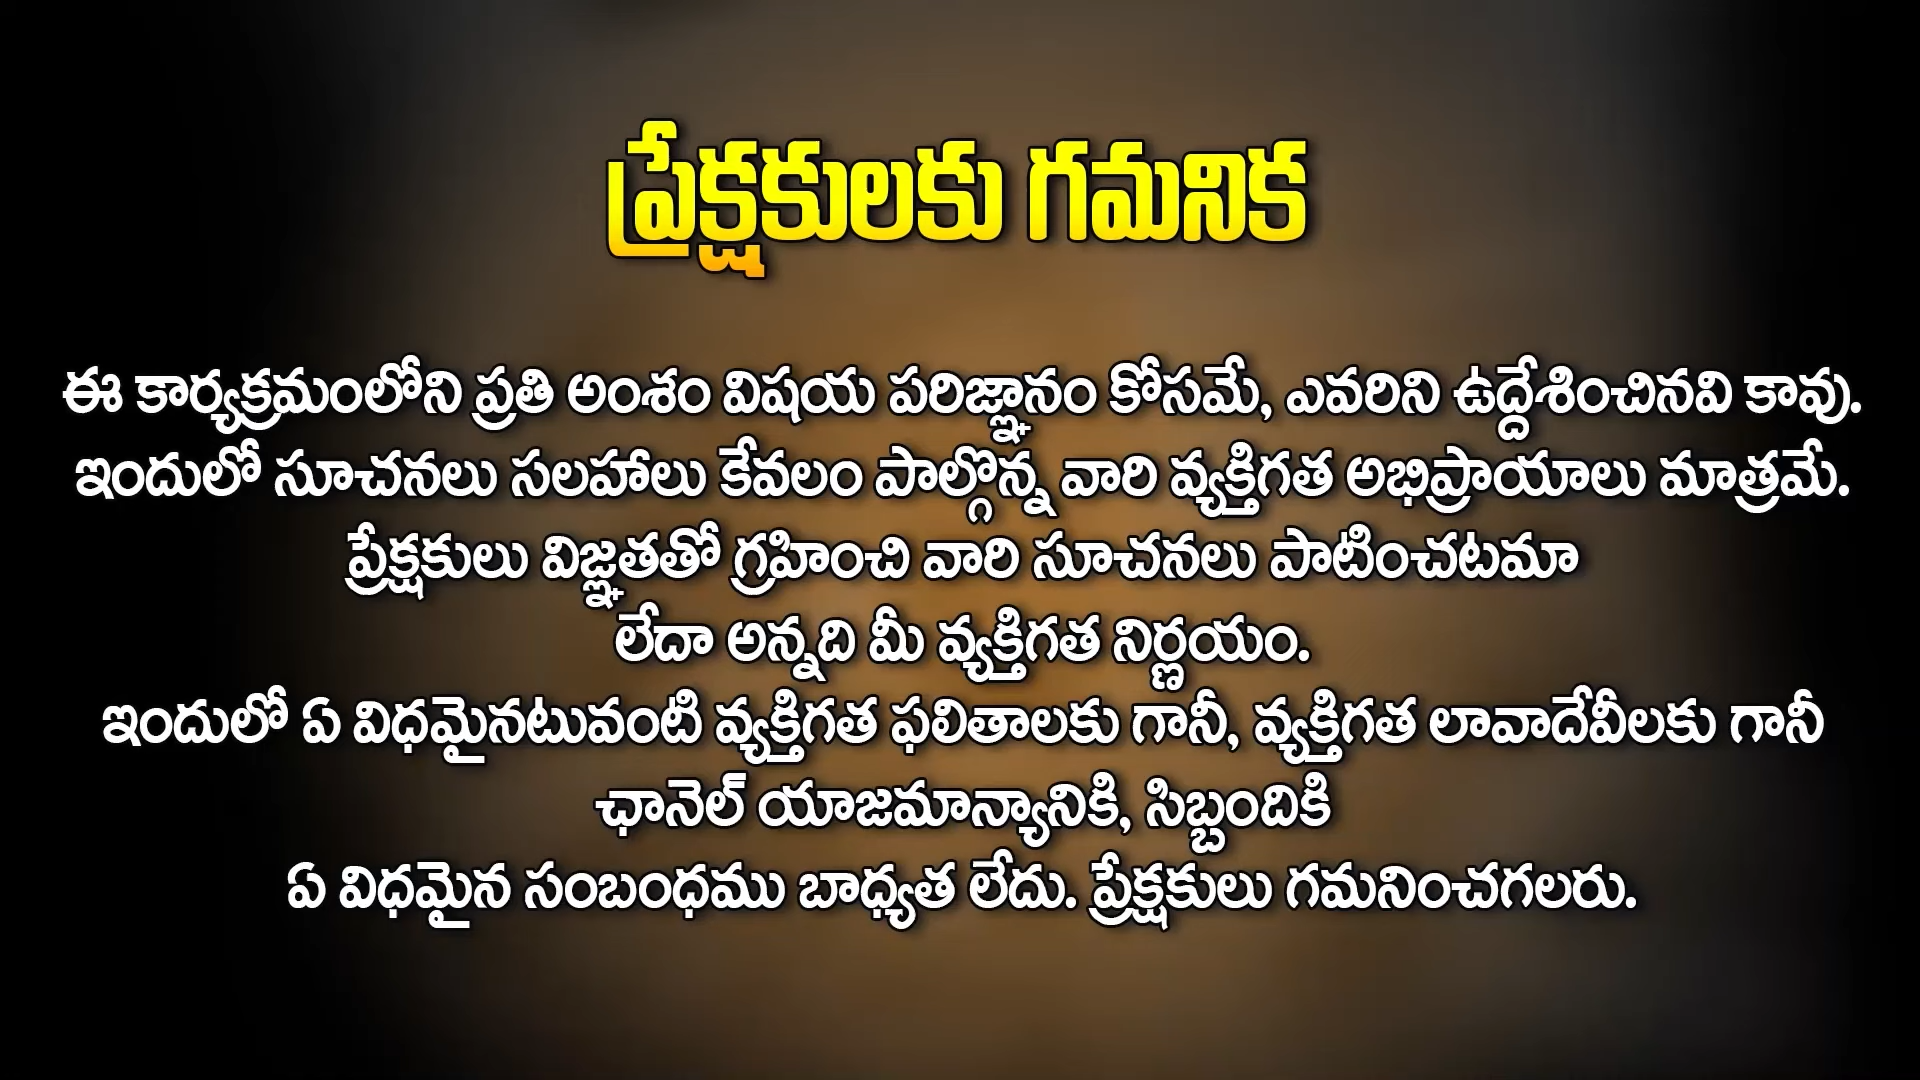 ప్రేక్షకులకు గమనిక
ఈ కార్యక్రమంలోని ప్రతి అంశం విషయ పరిజ్ఞానం కోసమే, ఎవరిని ఉద్దేశించినవి కావు.
ఇందులో సూచనలు సలహాలు కేవలం పాల్గొన్న వారి వ్యక్తిగత అభిప్రాయాలు మాత్రమే.
ప్రేక్షకులు విజ్ఞతతో గ్రహించి వారి సూచనలు పాటించటమా
లేదా అన్నది మీ వ్యక్తిగత నిర్ణయం.
ఇందులో ఏ విధమైనటువంటి వ్యక్తిగత ఫలితాలకు గానీ, వ్యక్తిగత లావాదేవీలకు గానీ
ఛానెల్ యాజమాన్యానికి, సిబ్బందికి
ఏ విధమైన సంబంధము బాధ్యత లేదు. ప్రేక్షకులు గమనించగలరు.